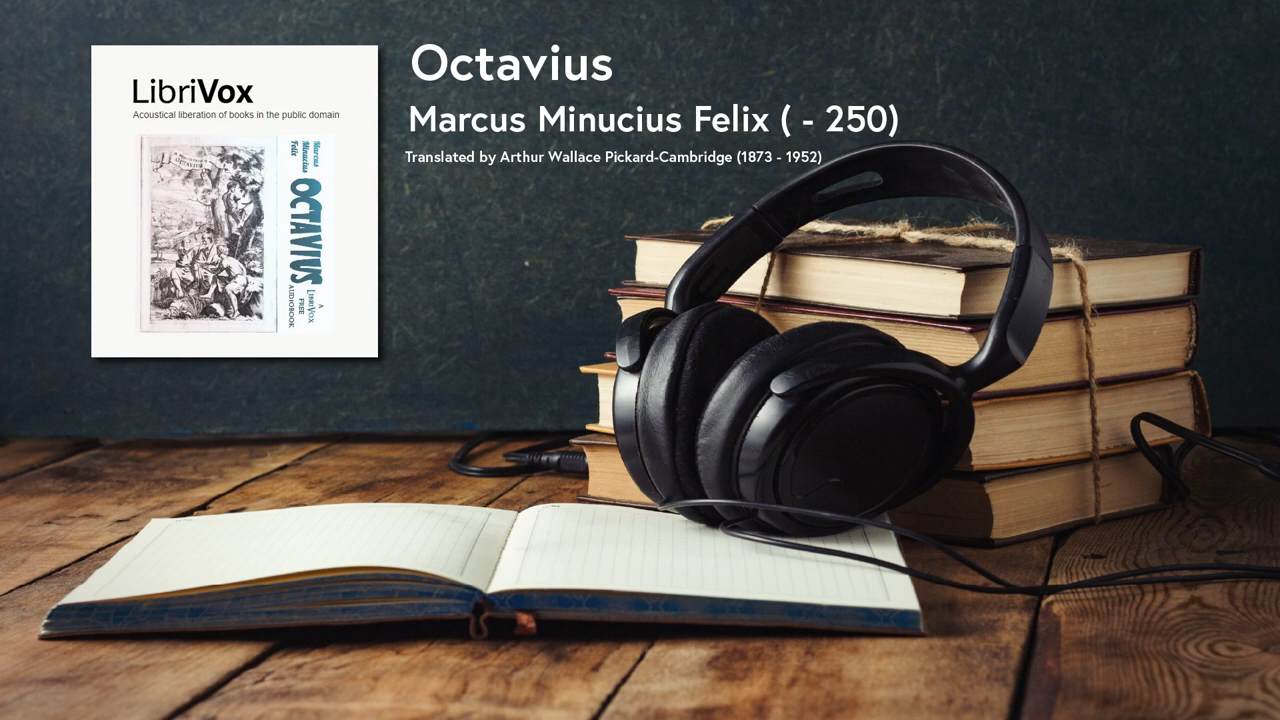 LibriVox
Acoustical liberation of books in the public domain
OCTAVIUS
Marcus
Minucius
Felix
OCTAVIUS
A
LIBRIVOX
FREE
AUDIOBOOK
Octavius
Marcus Minucius Felix ( - 250)
Translated by Arthur Wallace Pickard-Cambridge (1873 - 1952)